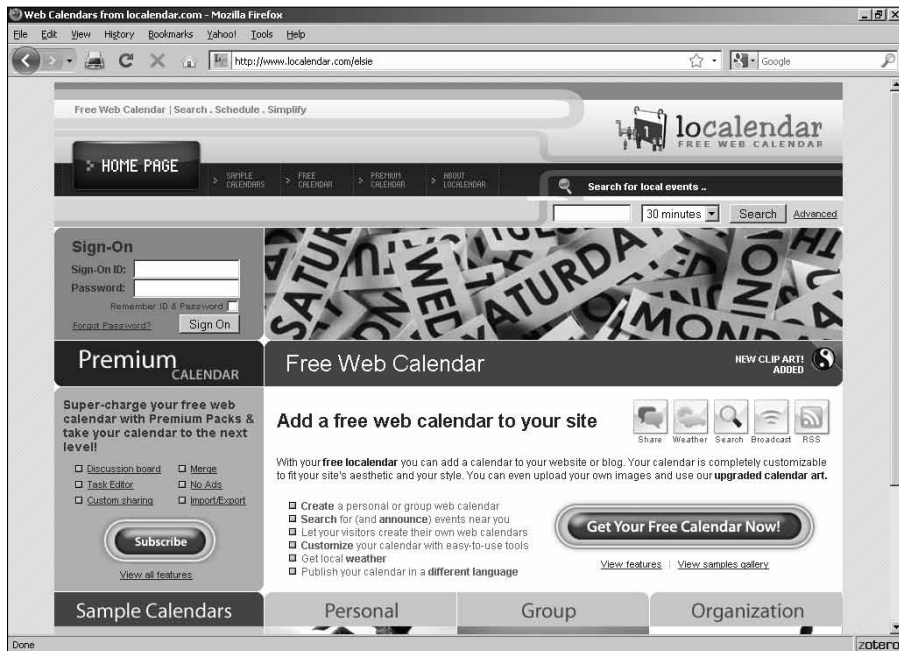 Web Calendars from localendar.com - Mozilla Firefox
File Edit View History Bookmarks Yahoo! Tools Help
http://www.localendar.com/elsie
Google
Free Web Calendar | Search . Schedule . Simplify
localendar
FREE WEB CALENDAR
HOME PAGE
SAMPLE CALENDARS
FREE CALENDAR
PREMIUM CALENDAR
ABOUT LOCALENDAR
Search for local events ..
30 minutes
Search
Advanced
Sign-On
Sign-On ID:
Password:
Remember ID & Password
Forgot Password?
Sign On
SATUR
WED
SATURDAY
MOND
Premium
CALENDAR
Free Web Calendar
NEW CLIP ART!
ADDED
Super-charge your free web
calendar with Premium Packs &
take your calendar to the next
level!
Discussion board
Merge
Task Editor
No Ads
Custom sharing
Import/Export
Subscribe
View all features
Add a free web calendar to your site
Share Weather Search Broadcast RSS
With your free localendar you can add a calendar to your website or blog. Your calendar is completely customizable
to fit your site's aesthetic and your style. You can even upload your own images and use our upgraded calendar art.
Create a personal or group web calendar
Search for (and announce) events near you
Let your visitors create their own web calendars
Customize your calendar with easy-to-use tools
Get local weather
Publish your calendar in a different language
Get Your Free Calendar Now!
View features | View samples gallery
Sample Calendars
Personal
Group
Organization
Done
zotero